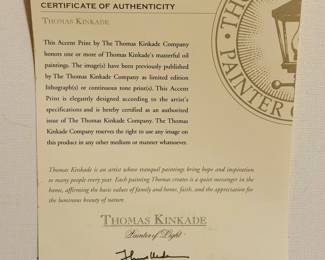 CERTIFICATE OF AUTHENTICITY
THOMAS KINKADE
This Accent Print by The Thomas Kinkade Company
honors one or more of Thomas Kinkade's masterful oil
paintings. The image(s) have been previously published
by The Thomas Kinkade Company as limited edition
lithograph(s) or continuous tone print(s). This Accent
Print is elegantly designed according to the artist's
specifications and is hereby certified as an authorized
issue of The Thomas Kinkade Company. The Thomas
Kinkade Company reserves the right to use any image on
this product in any other medium or manner whatsoever.
Thomas Kinkade is an artist whose tranquil paintings bring hope and inspiration
to many people every year. Each painting Thomas creates is a quiet messenger in the
home, affirming the basic values of family and home, faith, and the appreciation for
the luminous beauty of nature.
THOMAS KINKADE
Painter of Light
THO
PAINTER O